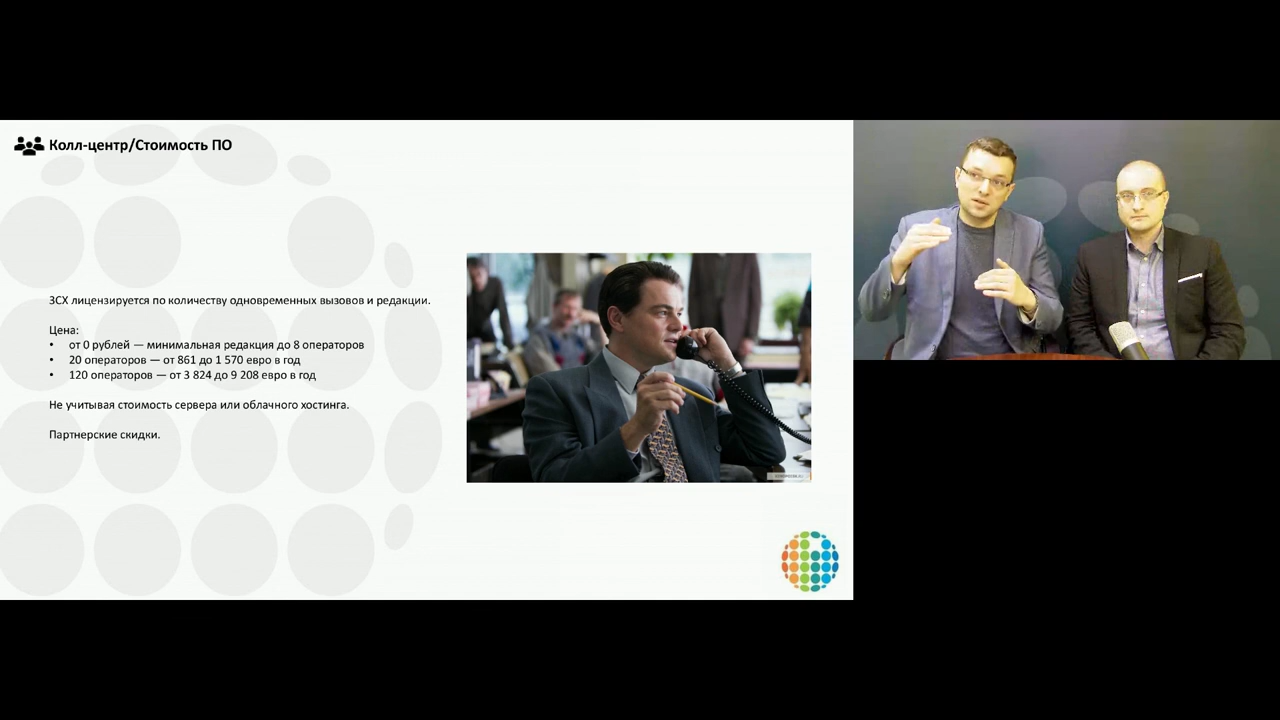 Колл-центр/Стоимость ПО
3CX лицензируется по количеству одновременных вызовов и редакции.
Цена:
• от 0 рублей — минимальная редакция до 8 операторов
• 20 операторов — от 861 до 1 570 евро в год
• 120 операторов — от 3 824 до 9 208 евро в год
Не учитывая стоимость сервера или облачного хостинга.
Партнерские скидки.